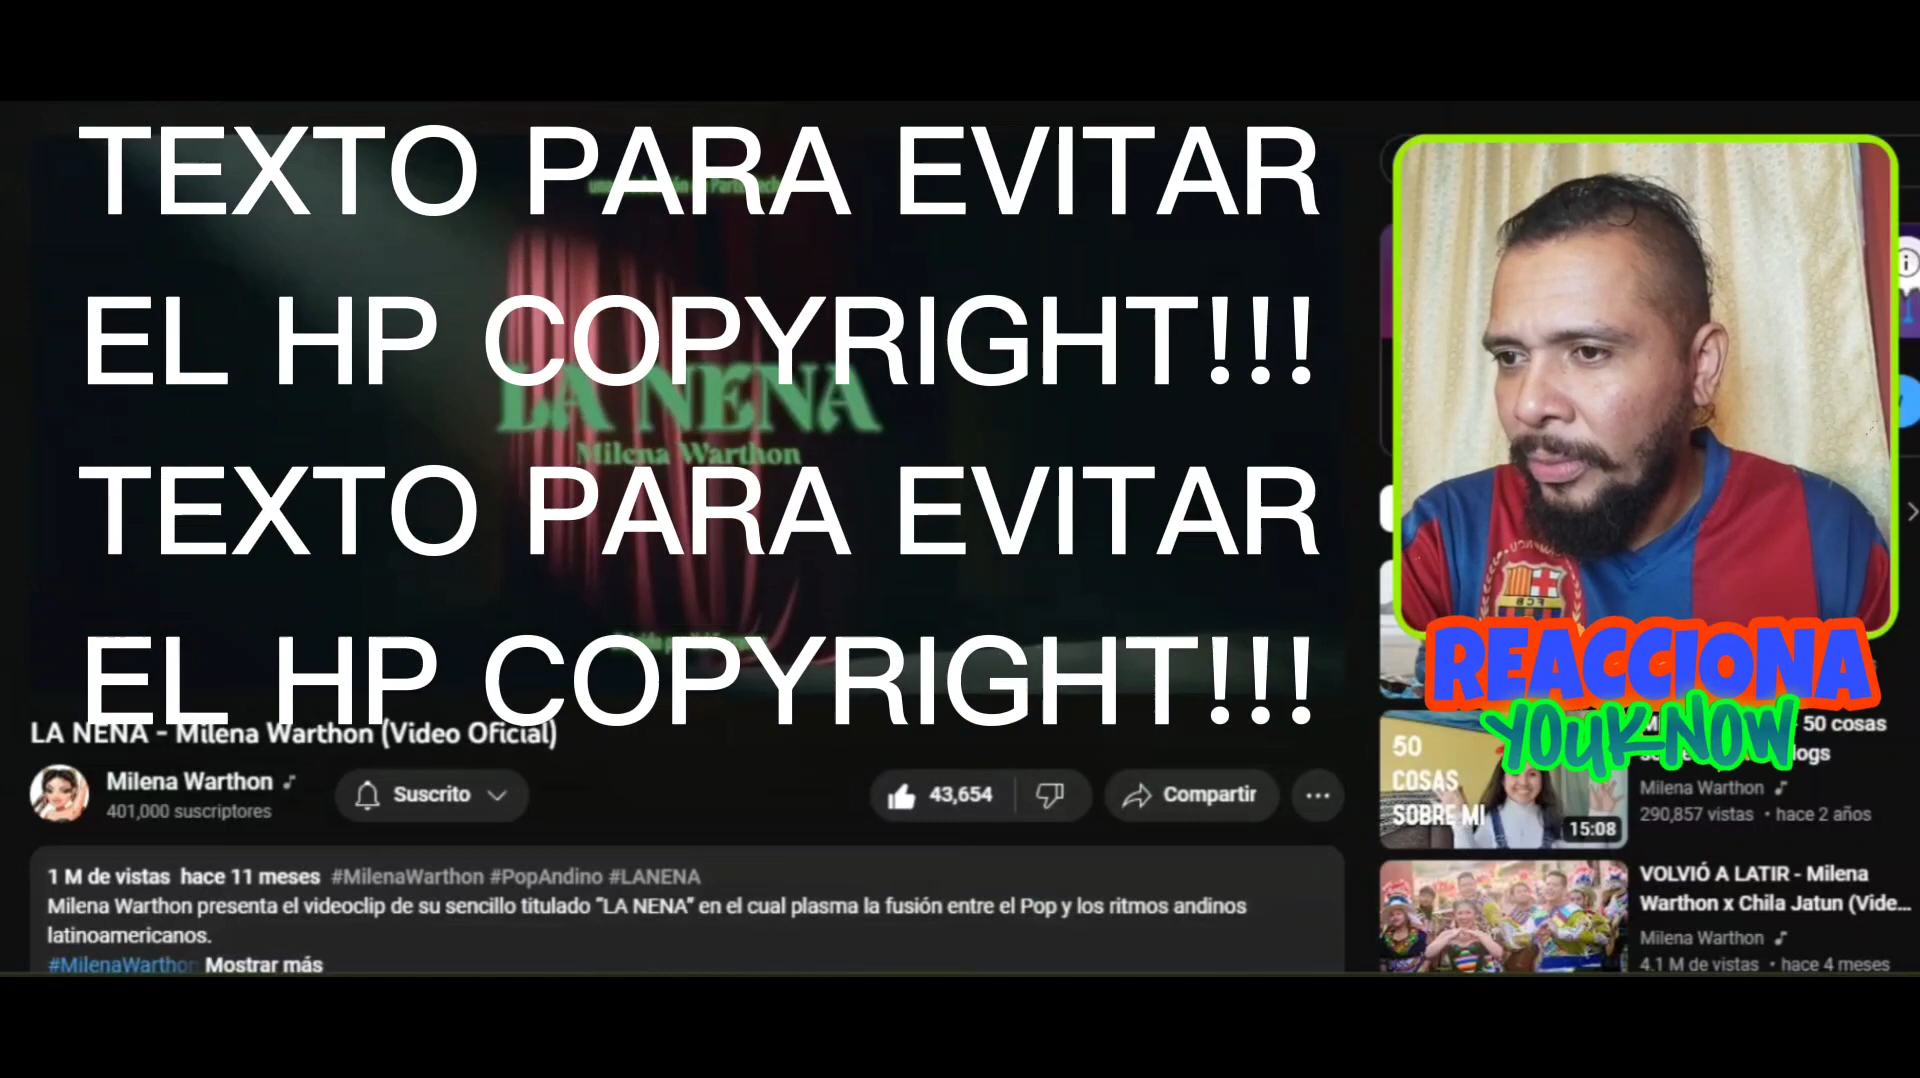 TEXTO PARA EVITAR
EL HP COPYRIGHT!!!
LA NENA
Milena Warthon
TEXTO PARA EVITAR
EL HP COPYRIGHT!!!
LA NENA - Milena Warthon (Video Oficial)
Milena Warthon
401,000 suscriptores
Suscrito
43,654
Compartir
1 M de vistas hace 11 meses #MilenaWarthon #PopAndino #LANENA
Milena Warthon presenta el videoclip de su sencillo titulado "LA NENA" en el cual plasma la fusión entre el Pop y los ritmos andinos
latinoamericanos.
#MilenaWarthon Mostrar más
FCB
REACCIONA
YOUK-NOW
50
COSAS
SOBRE MI
15:08
50 cosas
Milena Warthon
290,857 vistas • hace 2 años
VOLVIÓ A LATIR - Milena
Warthon x Chila Jatun (Vide...
Milena Warthon
4.1 M de vistas • hace 4 meses